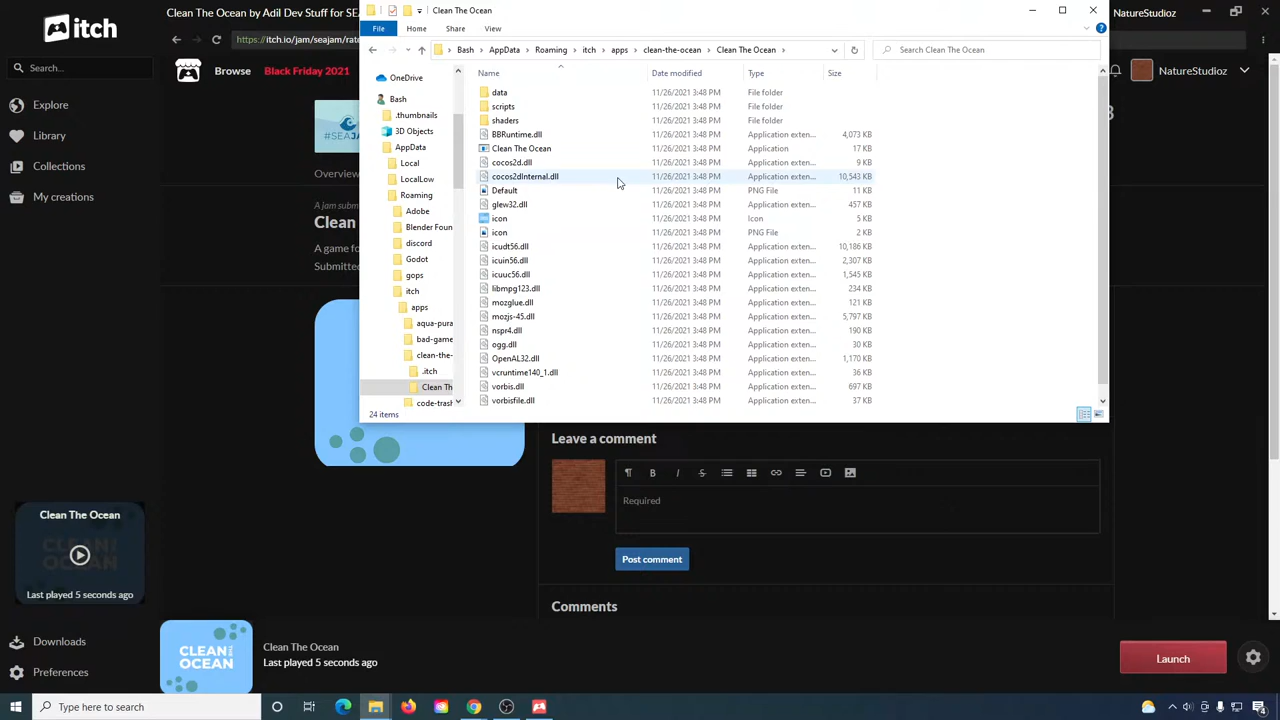 Clean The Ocean by Adil Dev Stud for SE
itch
https://itch.io/jam/seajam/rate
NatureStudioz
Search...
Browse
Black Friday 2021
NatureStudioz
Explore
Library
Collections
My creations
#SEAJA
Overview
A jam submiss
Clean
A game fo
Submitted
Clean The Ocean
File
Home
Share
View
Bash > AppData > Roaming > itch > apps > clean-the-ocean > Clean The Ocean >
Search Clean The Ocean
OneDrive
Bash
.thumbnails
3D Objects
AppData
Local
LocalLow
Roaming
Adobe
Blender Foun
discord
Godot
gops
itch
apps
aqua-pura
bad-game
clean-the-
.itch
Clean Th
code-trash
Name Date modified Type Size
data 11/26/2021 3:48 PM File folder
scripts 11/26/2021 3:48 PM File folder
shaders 11/26/2021 3:48 PM File folder
BBRuntime.dll 11/26/2021 3:48 PM Application exten... 4,073 KB
Clean The Ocean 11/26/2021 3:48 PM Application 17 KB
cocos2d.dll 11/26/2021 3:48 PM Application exten... 9 KB
cocos2dInternal.dll 11/26/2021 3:48 PM Application exten... 10,543 KB
Default 11/26/2021 3:48 PM PNG File 11 KB
glew32.dll 11/26/2021 3:48 PM Application exten... 457 KB
icon 11/26/2021 3:48 PM Icon 5 KB
icon 11/26/2021 3:48 PM PNG File 2 KB
icudt56.dll 11/26/2021 3:48 PM Application exten... 10,186 KB
icuin56.dll 11/26/2021 3:48 PM Application exten... 2,307 KB
icuuc56.dll 11/26/2021 3:48 PM Application exten... 1,545 KB
libmpg123.dll 11/26/2021 3:48 PM Application exten... 234 KB
mozglue.dll 11/26/2021 3:48 PM Application exten... 121 KB
mozjs-45.dll 11/26/2021 3:48 PM Application exten... 5,797 KB
nspr4.dll 11/26/2021 3:48 PM Application exten... 190 KB
ogg.dll 11/26/2021 3:48 PM Application exten... 30 KB
OpenAL32.dll 11/26/2021 3:48 PM Application exten... 1,170 KB
vcruntime140_1.dll 11/26/2021 3:48 PM Application exten... 36 KB
vorbis.dll 11/26/2021 3:48 PM Application exten... 697 KB
vorbisfile.dll 11/26/2021 3:48 PM Application exten... 37 KB
24 items
Leave a comment
Required
Post comment
Comments
Clean The Ocean
Last played 5 seconds ago
Downloads
Preferences
CLEAN THE
OCEAN
Clean The Ocean
Last played 5 seconds ago
Launch
Type here to search
3:48 PM